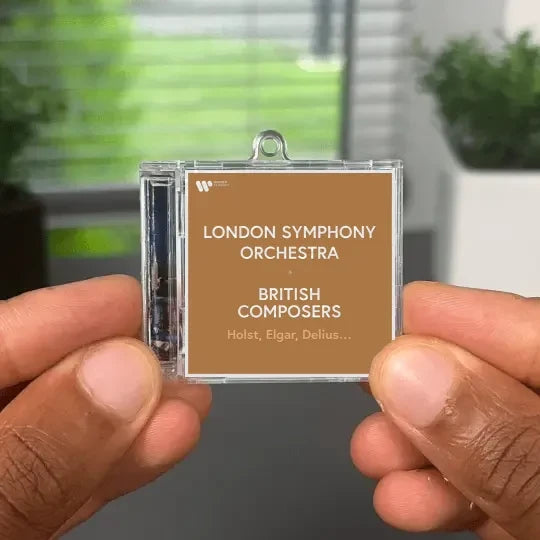 LONDON SYMPHONY
ORCHESTRA
BRITISH
COMPOSERS
Holst, Elgar, Delius...